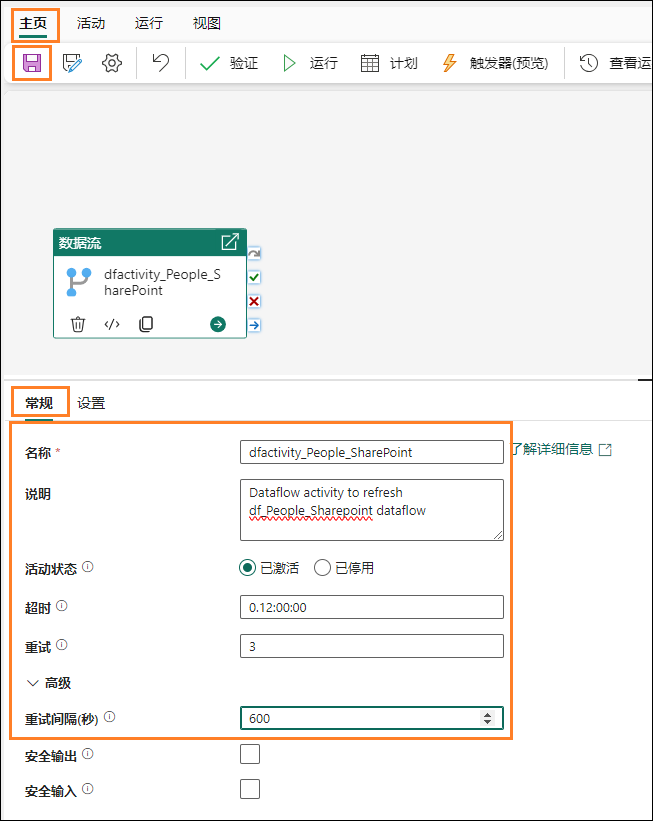 主页 活动 运行 视图
验证 运行 计划 触发器(预览) 查看运
数据流
dfactivity_People_S
harePoint
常规 设置
名称 * dfactivity_People_SharePoint 了解详细信息
说明 Dataflow activity to refresh
df_People_Sharepoint dataflow
活动状态 已激活 已停用
超时 0.12:00:00
重试 3
高级
重试间隔(秒) 600
安全输出
安全输入